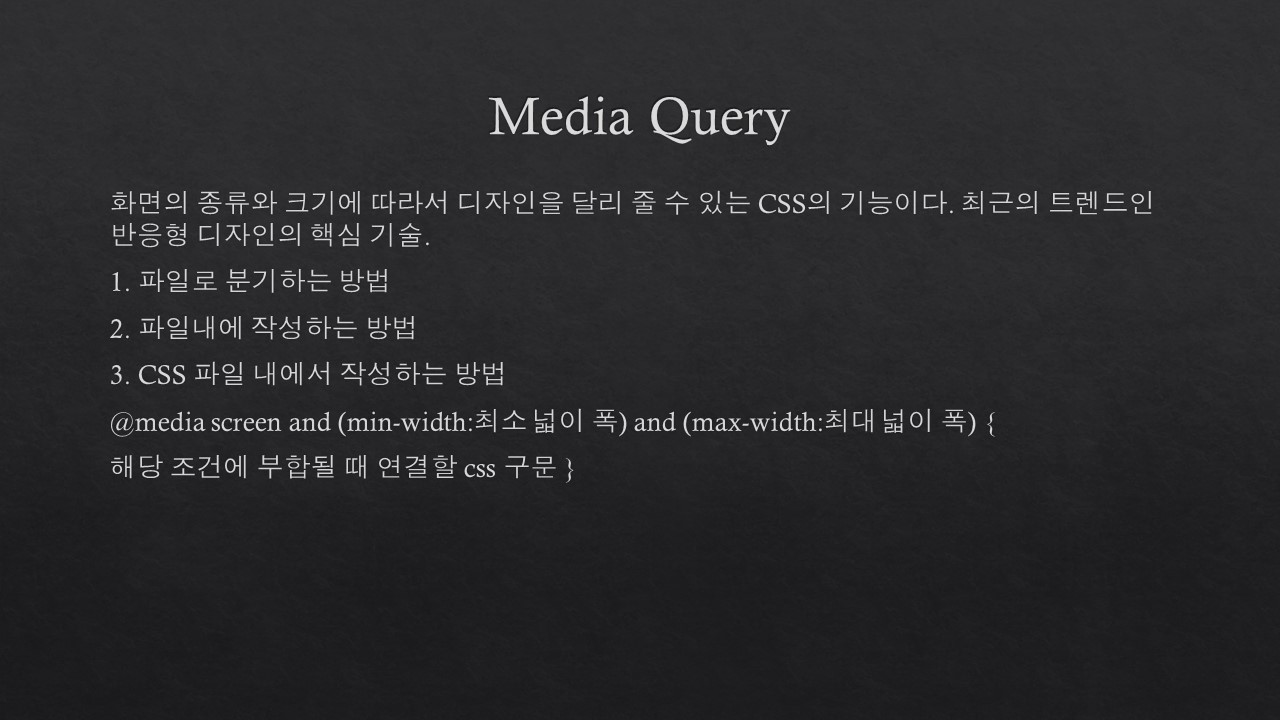 Media Query
화면의 종류와 크기에 따라서 디자인을 달리 줄 수 있는 CSS의 기능이다. 최근의 트렌드인
반응형 디자인의 핵심 기술.
1. 파일로 분기하는 방법
2. 파일내에 작성하는 방법
3. CSS 파일 내에서 작성하는 방법
@media screen and (min-width:최소 넓이 폭) and (max-width:최대 넓이 폭) {
해당 조건에 부합될 때 연결할 css 구문 }